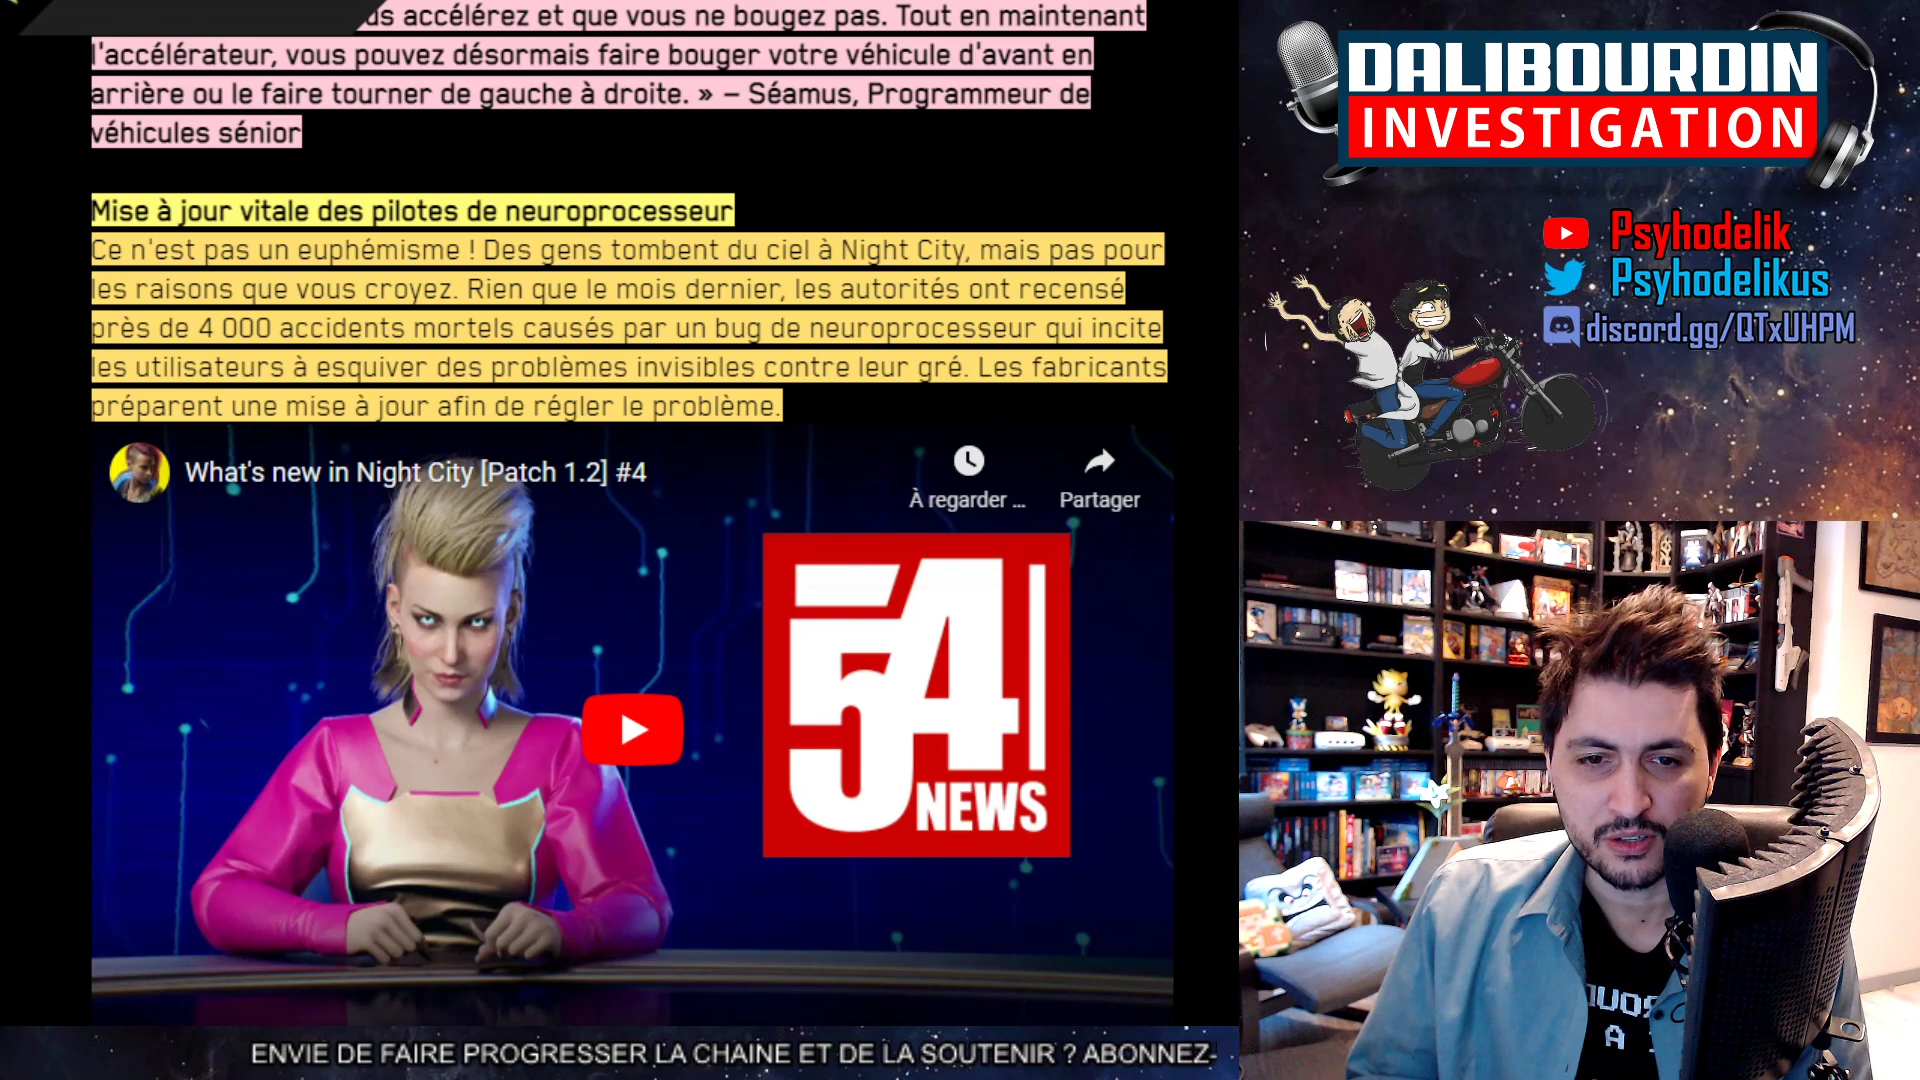 us accélérez et que vous ne bougez pas. Tout en maintenant
l'accélérateur, vous pouvez désormais faire bouger votre véhicule d'avant en
arrière ou le faire tourner de gauche à droite. » – Séamus, Programmeur de
véhicules sénior
Mise à jour vitale des pilotes de neuroprocesseur
Ce n'est pas un euphémisme ! Des gens tombent du ciel à Night City, mais pas pour
les raisons que vous croyez. Rien que le mois dernier, les autorités ont recensé
près de 4 000 accidents mortels causés par un bug de neuroprocesseur qui incite
les utilisateurs à esquiver des problèmes invisibles contre leur gré. Les fabricants
préparent une mise à jour afin de régler le problème.
What's new in Night City [Patch 1.2] #4
À regarder ...
Partager
54
NEWS
ENVIE DE FAIRE PROGRESSER LA CHAINE ET DE LA SOUTENIR ? ABONNEZ-
DALIBOURDIN
INVESTIGATION
Psyhodelik
Psyhodelikus
discord.gg/QTxUHPM
A